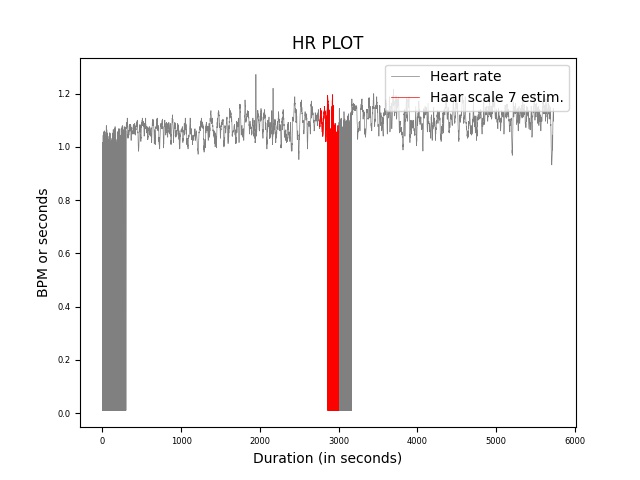 HR PLOT
Heart rate
Haar scale 7 estim.
1.2
1.0
0.8
0.6
0.4
0.2
0.0
BPM or seconds
0 1000 2000 3000 4000 5000 6000
Duration (in seconds)